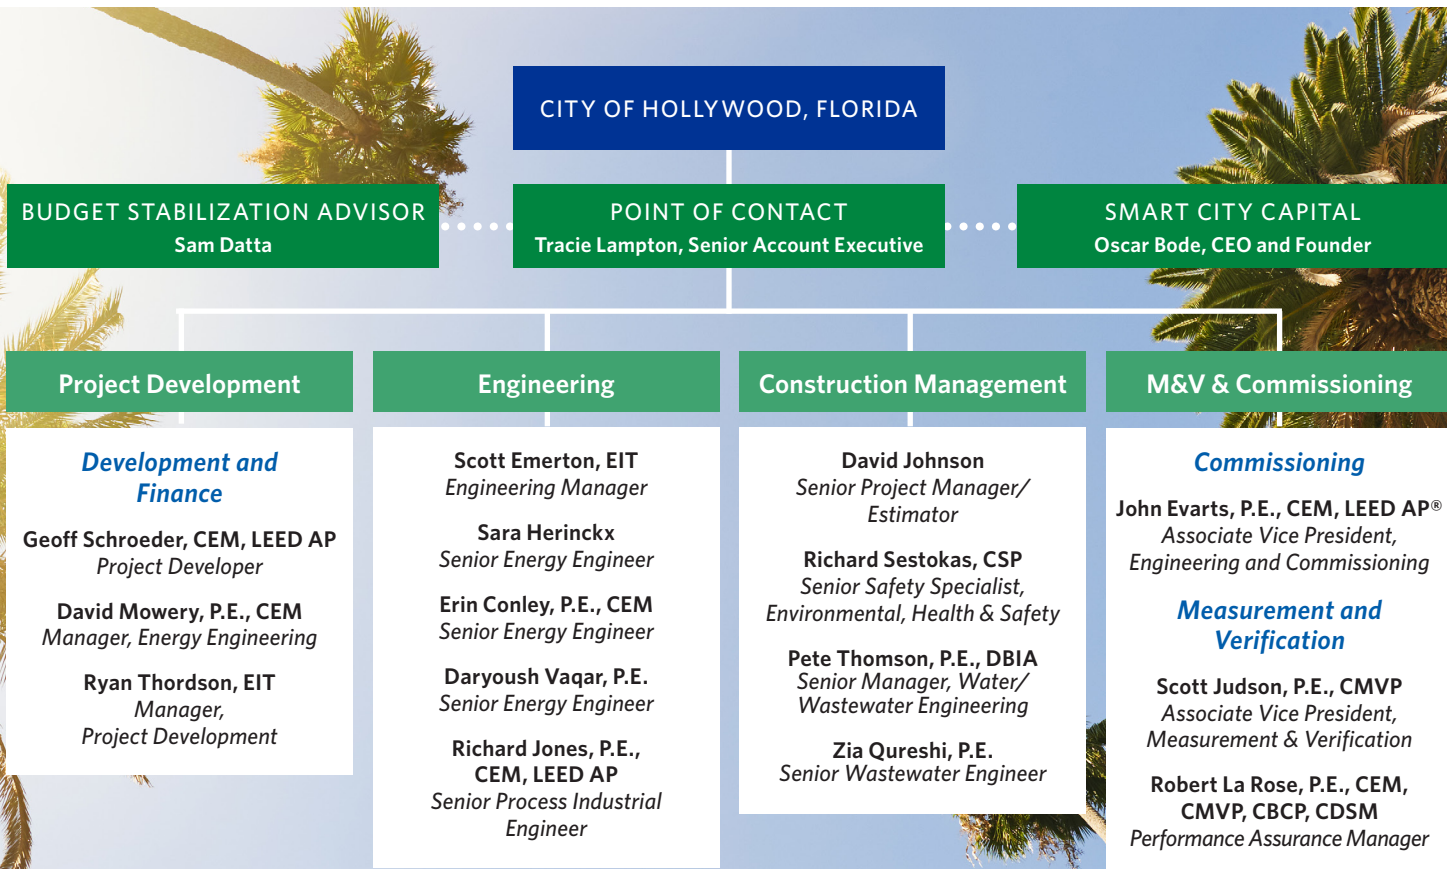 CITY OF HOLLYWOOD, FLORIDA
BUDGET STABILIZATION ADVISOR
Sam Datta
POINT OF CONTACT
Tracie Lampton, Senior Account Executive
SMART CITY CAPITAL
Oscar Bode, CEO and Founder
Project Development
Development and
Finance
Geoff Schroeder, CEM, LEED AP
Project Developer
David Mowery, P.E., CEM
Manager, Energy Engineering
Ryan Thordson, EIT
Manager,
Project Development
Engineering
Scott Emerton, EIT
Engineering Manager
Sara Herinckx
Senior Energy Engineer
Erin Conley, P.E., CEM
Senior Energy Engineer
Daryoush Vaqar, P.E.
Senior Energy Engineer
Richard Jones, P.E.,
CEM, LEED AP
Senior Process Industrial
Engineer
Construction Management
David Johnson
Senior Project Manager/
Estimator
Richard Sestokas, CSP
Senior Safety Specialist,
Environmental, Health & Safety
Pete Thomson, P.E., DBIA
Senior Manager, Water/
Wastewater Engineering
Zia Qureshi, P.E.
Senior Wastewater Engineer
M&V & Commissioning
Commissioning
John Evarts, P.E., CEM, LEED AP®
Associate Vice President,
Engineering and Commissioning
Measurement and
Verification
Scott Judson, P.E., CMVP
Associate Vice President,
Measurement & Verification
Robert La Rose, P.E., CEM,
CMVP, CBCP, CDSM
Performance Assurance Manager